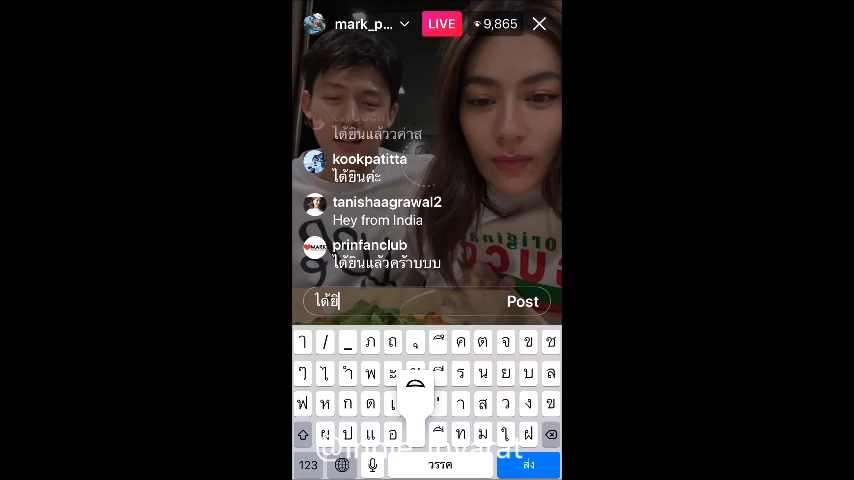 mark_p...
LIVE
9,865
ได้ยินแล้ววค่าส
kookpatitta
ได้ยินค่ะ
tanishaagrawal2
Hey from India
prinfanclub
ได้ยินแล้วคร้าบบบ
ได้ยิ
Post
ๅ / _ ภ ถ ุ ึ ค ต จ ข ช
ๆ ไ ำ พ ะ ี ร น ย บ ล
ฟ ห ก ด เ ่ า ส ว ง ฃ
ผ ป แ อ ื ท ม ใ ฝ
123
วรรค
ส่ง